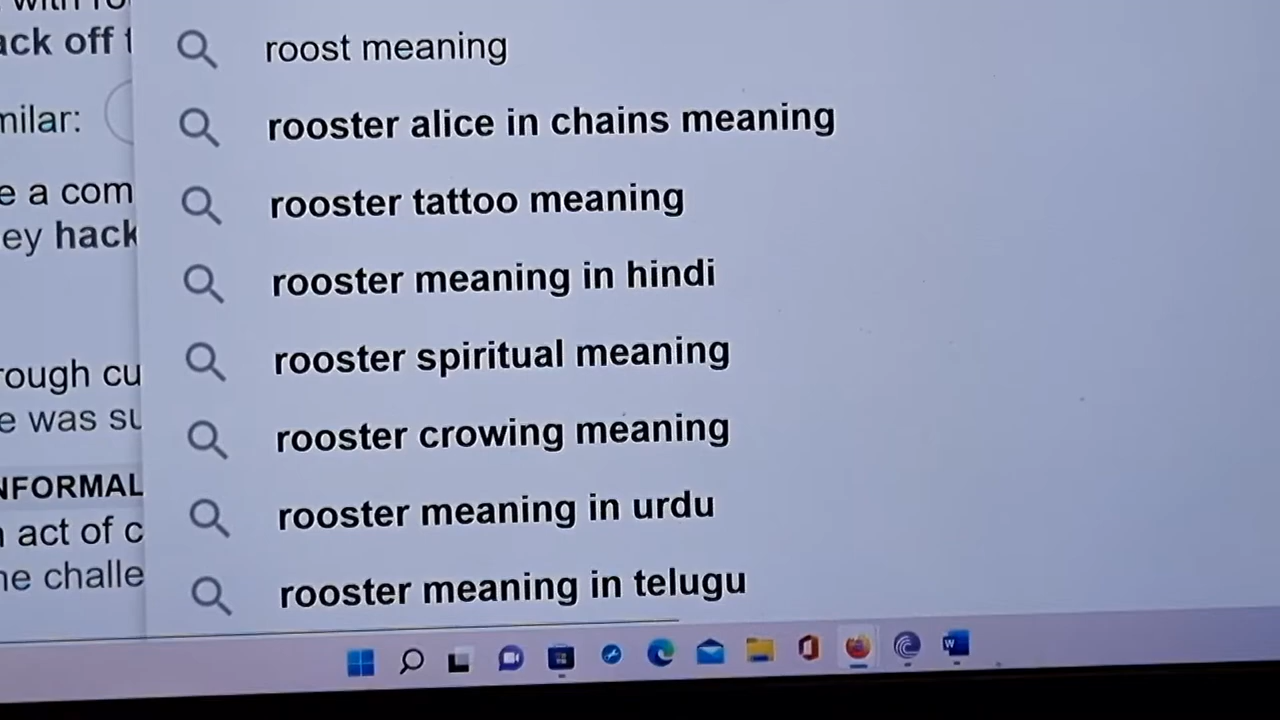 ack off
roost meaning
milar:
rooster alice in chains meaning
e a com
rooster tattoo meaning
ey hack
rooster meaning in hindi
rough cu
rooster spiritual meaning
e was su
rooster crowing meaning
NFORMAL
rooster meaning in urdu
act of c
ne challe
rooster meaning in telugu
W